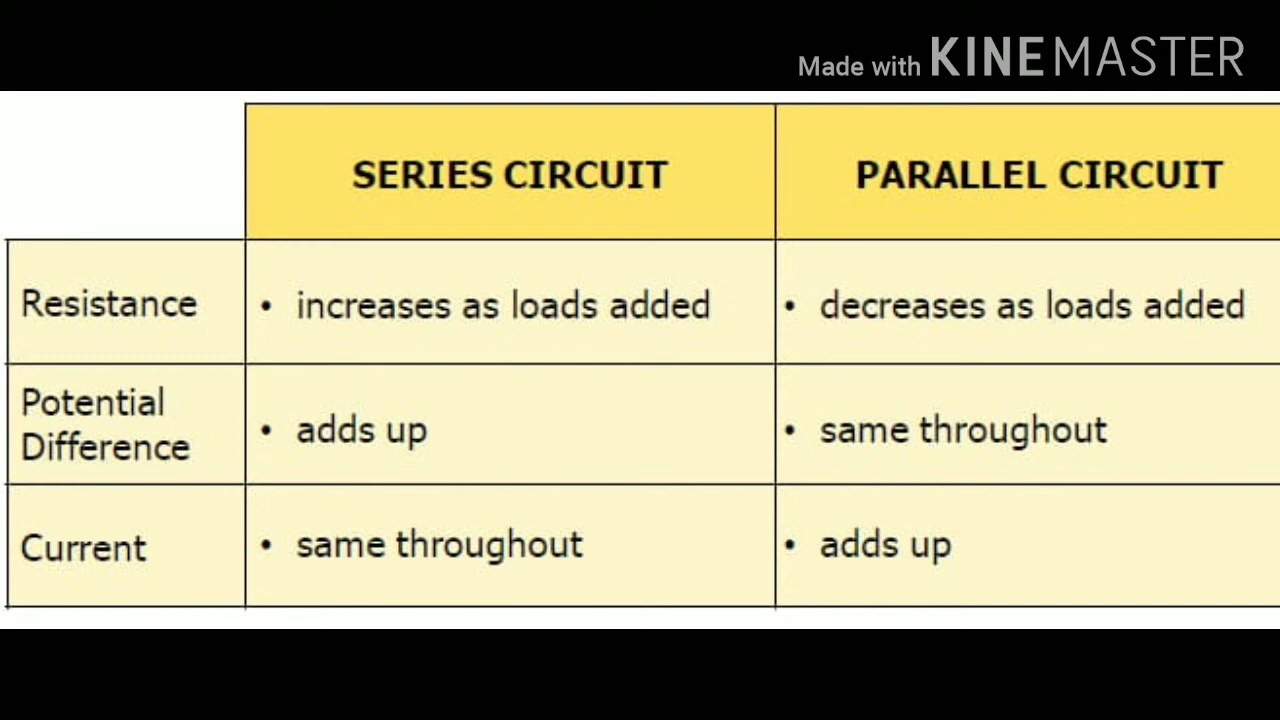 Made with KINEMASTER
SERIES CIRCUIT
PARALLEL CIRCUIT
Resistance
• increases as loads added
• decreases as loads added
Potential
Difference
• adds up
• same throughout
Current
• same throughout
• adds up